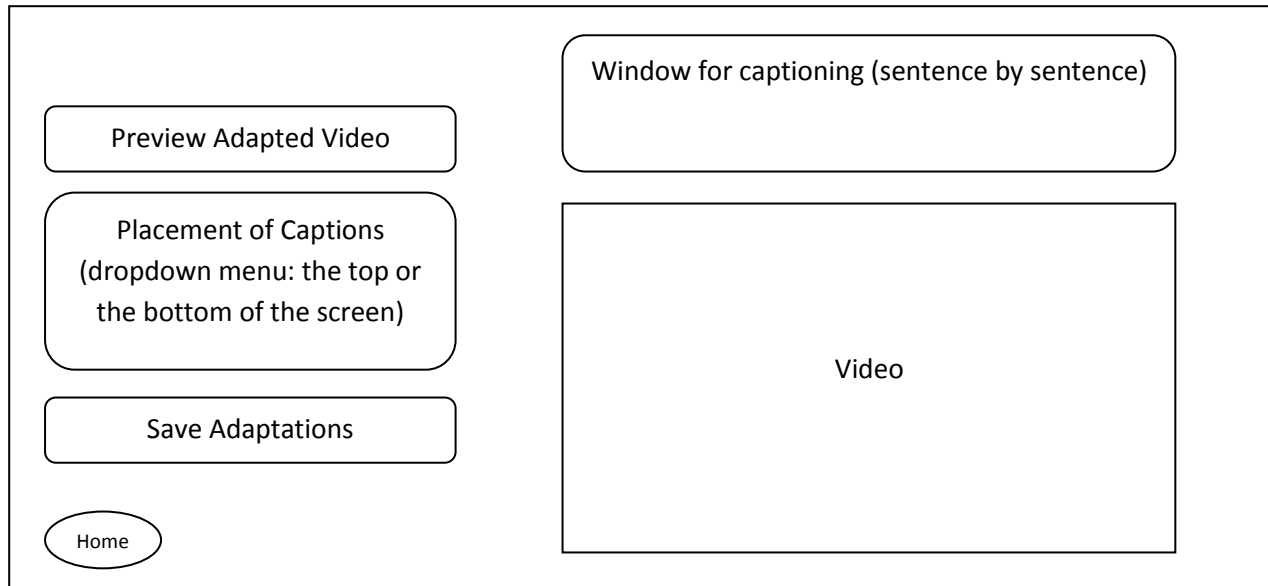 Window for captioning (sentence by sentence)
Preview Adapted Video
Placement of Captions
(dropdown menu: the top or
the bottom of the screen)
Video
Save Adaptations
Home